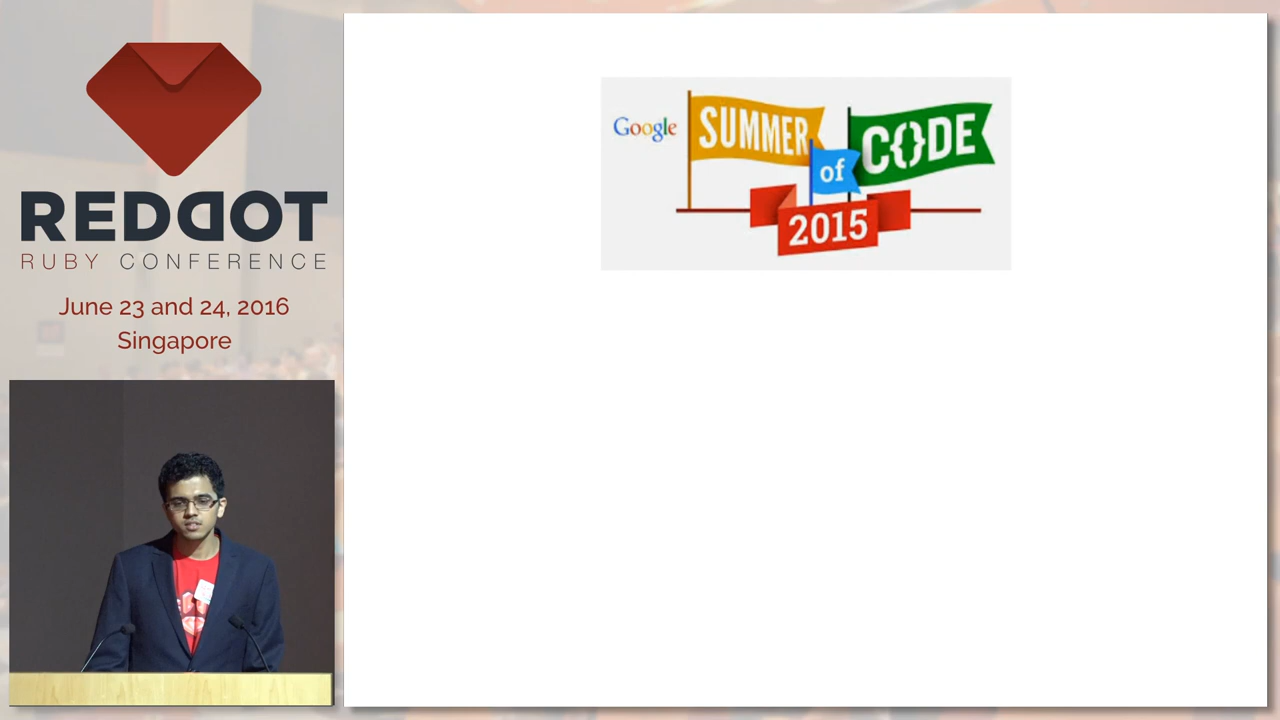 REDDOT
RUBY CONFERENCE
June 23 and 24, 2016
Singapore
Google
SUMMER
of
CODE
2015